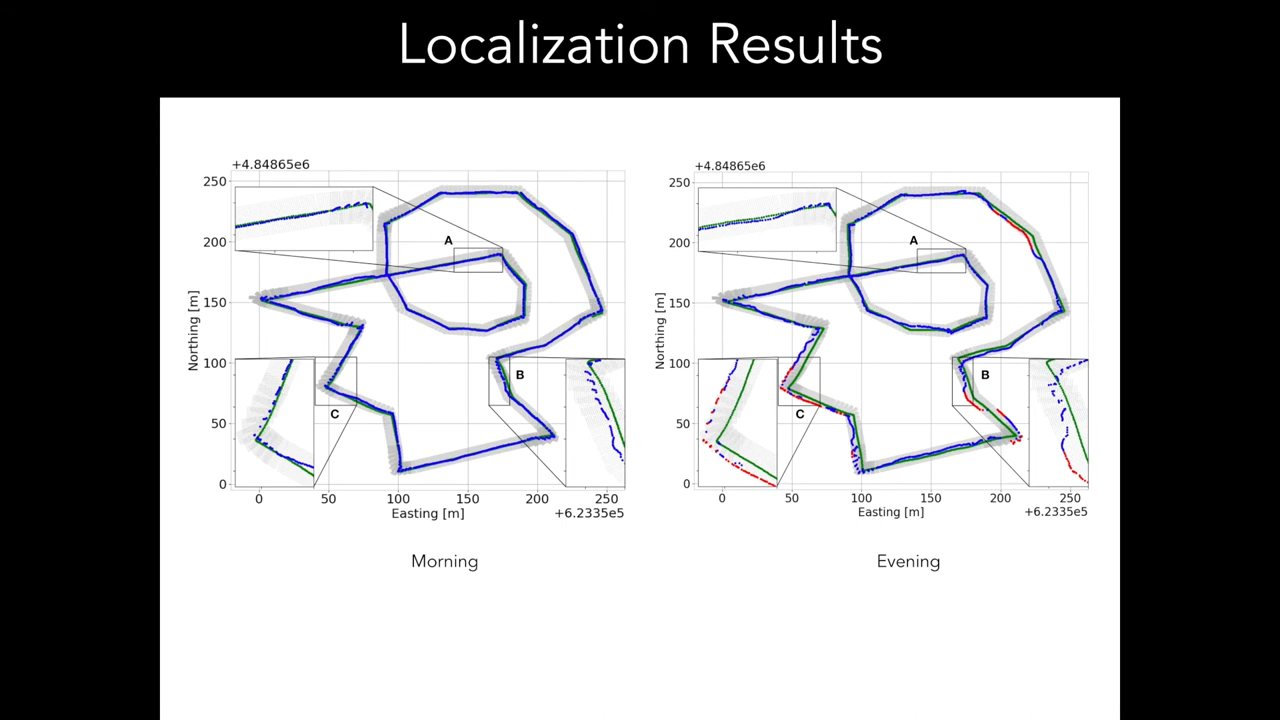 Localization Results
+4.84865e6
250
200
150
100
50
0
Northing [m]
A
B
C
0 50 100 150 200 250
Easting [m]
+6.2335e5
Morning
+4.84865e6
250
200
150
100
50
0
Northing [m]
A
B
C
0 50 100 150 200 250
Easting [m]
+6.2335e5
Evening